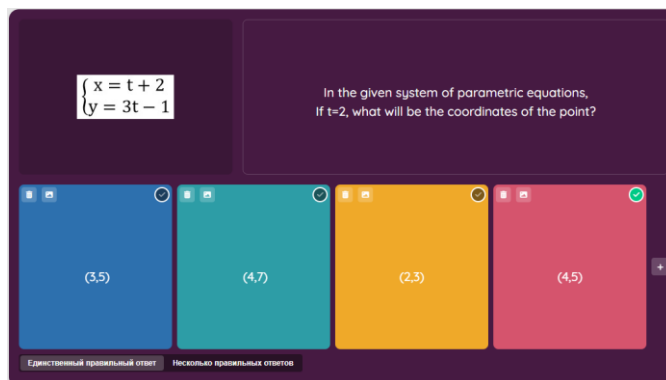 x = t + 2
y = 3t − 1
In the given system of parametric equations,
If t=2, what will be the coordinates of the point?
(3,5)
(4,7)
(2,3)
(4,5)
+
Единственный правильный ответ
Несколько правильных ответов